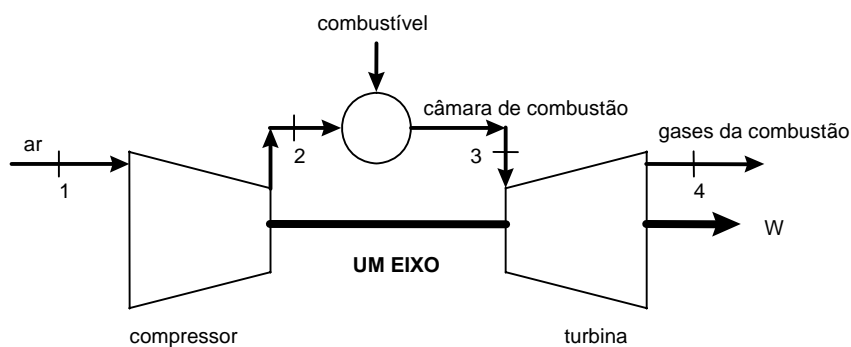 combustível
câmara de combustão
gases da combustão
ar
1
2
3
4
W
UM EIXO
compressor
turbina